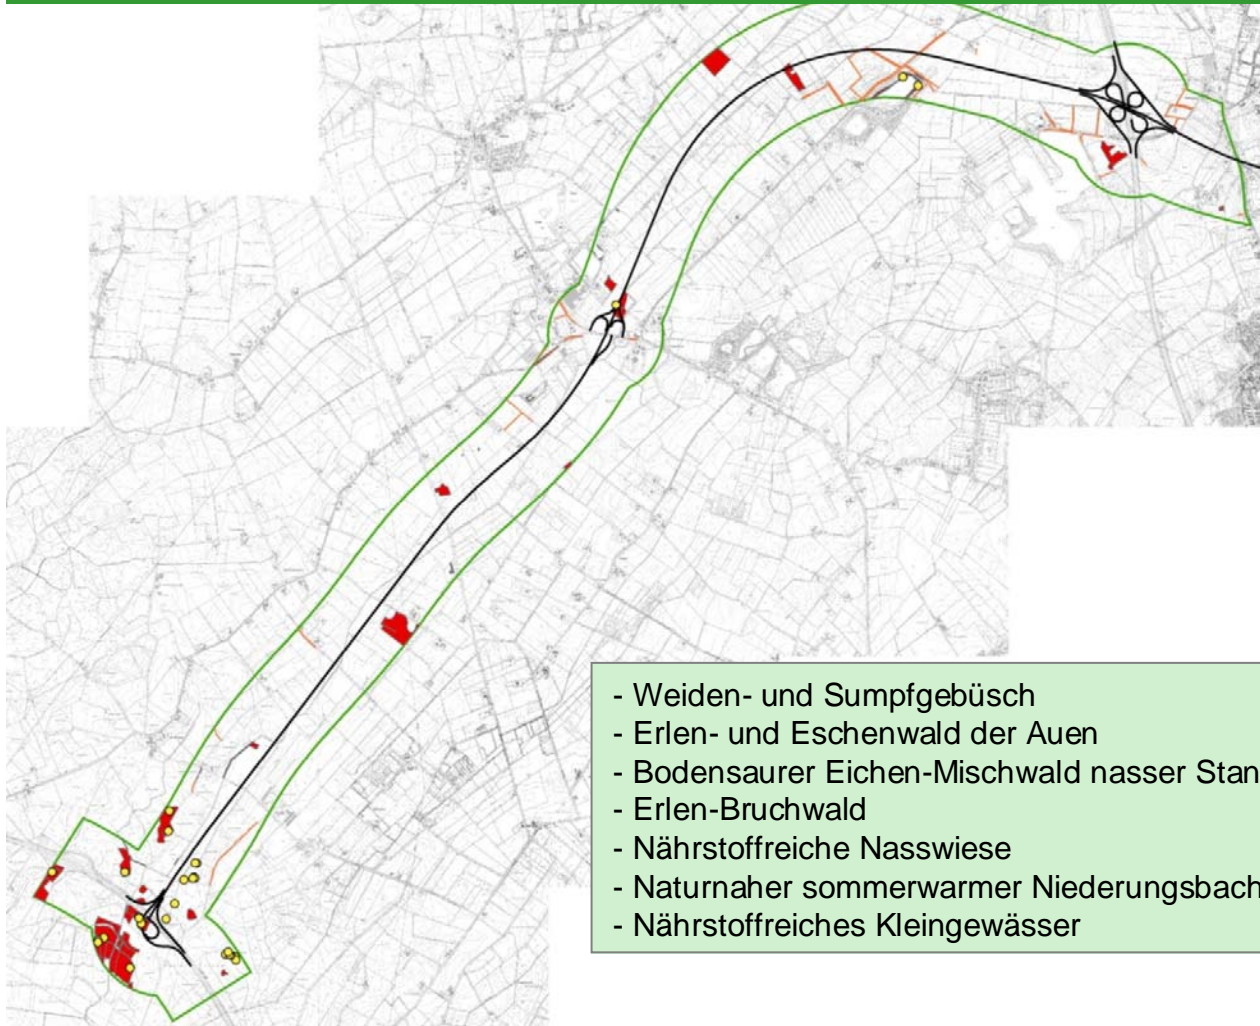 - Weiden- und Sumpfgebüsch
- Erlen- und Eschenwald der Auen
- Bodensaurer Eichen-Mischwald nasser Stan
- Erlen-Bruchwald
- Nährstoffreiche Nasswiese
- Naturnaher sommerwarmer Niederungsbach
- Nährstoffreiches Kleingewässer